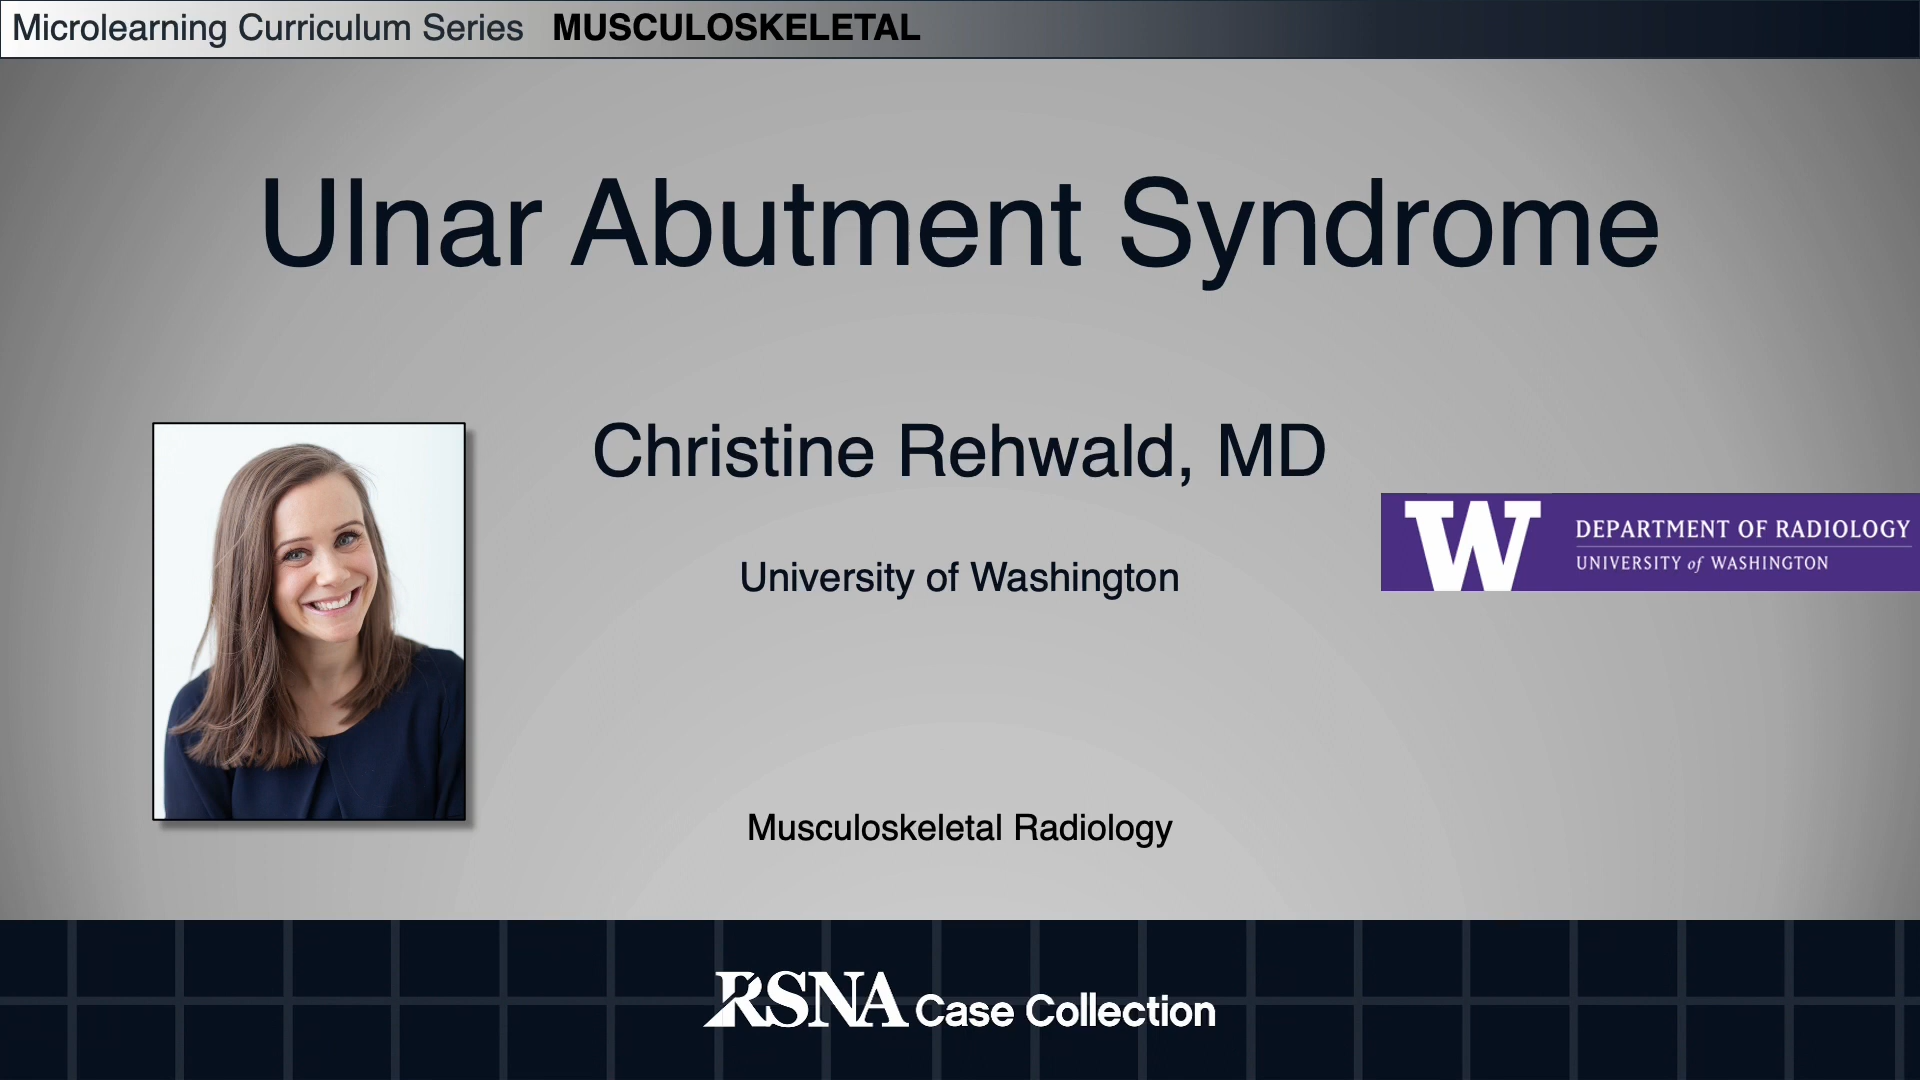 Microlearning Curriculum Series MUSCULOSKELETAL
Ulnar Abutment Syndrome
Christine Rehwald, MD
University of Washington
W DEPARTMENT OF RADIOLOGY
UNIVERSITY of WASHINGTON
Musculoskeletal Radiology
RSNA Case Collection